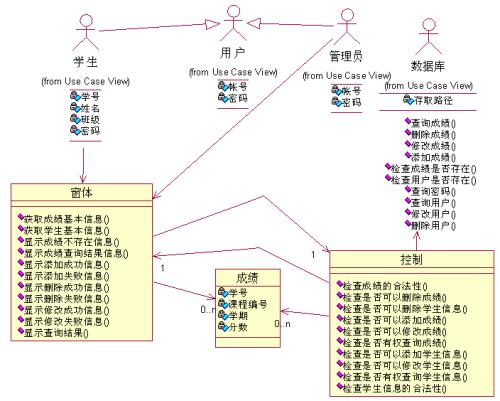 学生
(from Use Case View)
学号
姓名
班级
密码
用户
(from Use Case View)
帐号
密码
管理员
(from Use Case View)
帐号
密码
数据库
(from Use Case View)
存取路径
查询成绩()
删除成绩()
修改成绩()
添加成绩()
检查成绩是否存在()
检查用户是否存在()
查询密码()
查询用户()
修改用户()
删除用户()
窗体
获取成绩基本信息()
获取学生基本信息()
显示成绩不存在信息()
显示成绩查询结果信息()
显示添加成功信息()
显示添加失败信息()
显示删除成功信息()
显示删除失败信息()
显示修改成功信息()
显示修改失败信息()
显示查询结果()
1
1
成绩
学号
课程编号
学期
分数
0..n
0..n
控制
检查成绩的合法性()
检查是否可以删除成绩()
检查是否可以删除学生信息()
检查是否可以添加成绩()
检查是否可以修改成绩()
检查是否有权查询成绩()
检查是否可以添加学生信息()
检查是否可以修改学生信息()
检查是否有权查询学生信息()
检查学生信息的合法性()